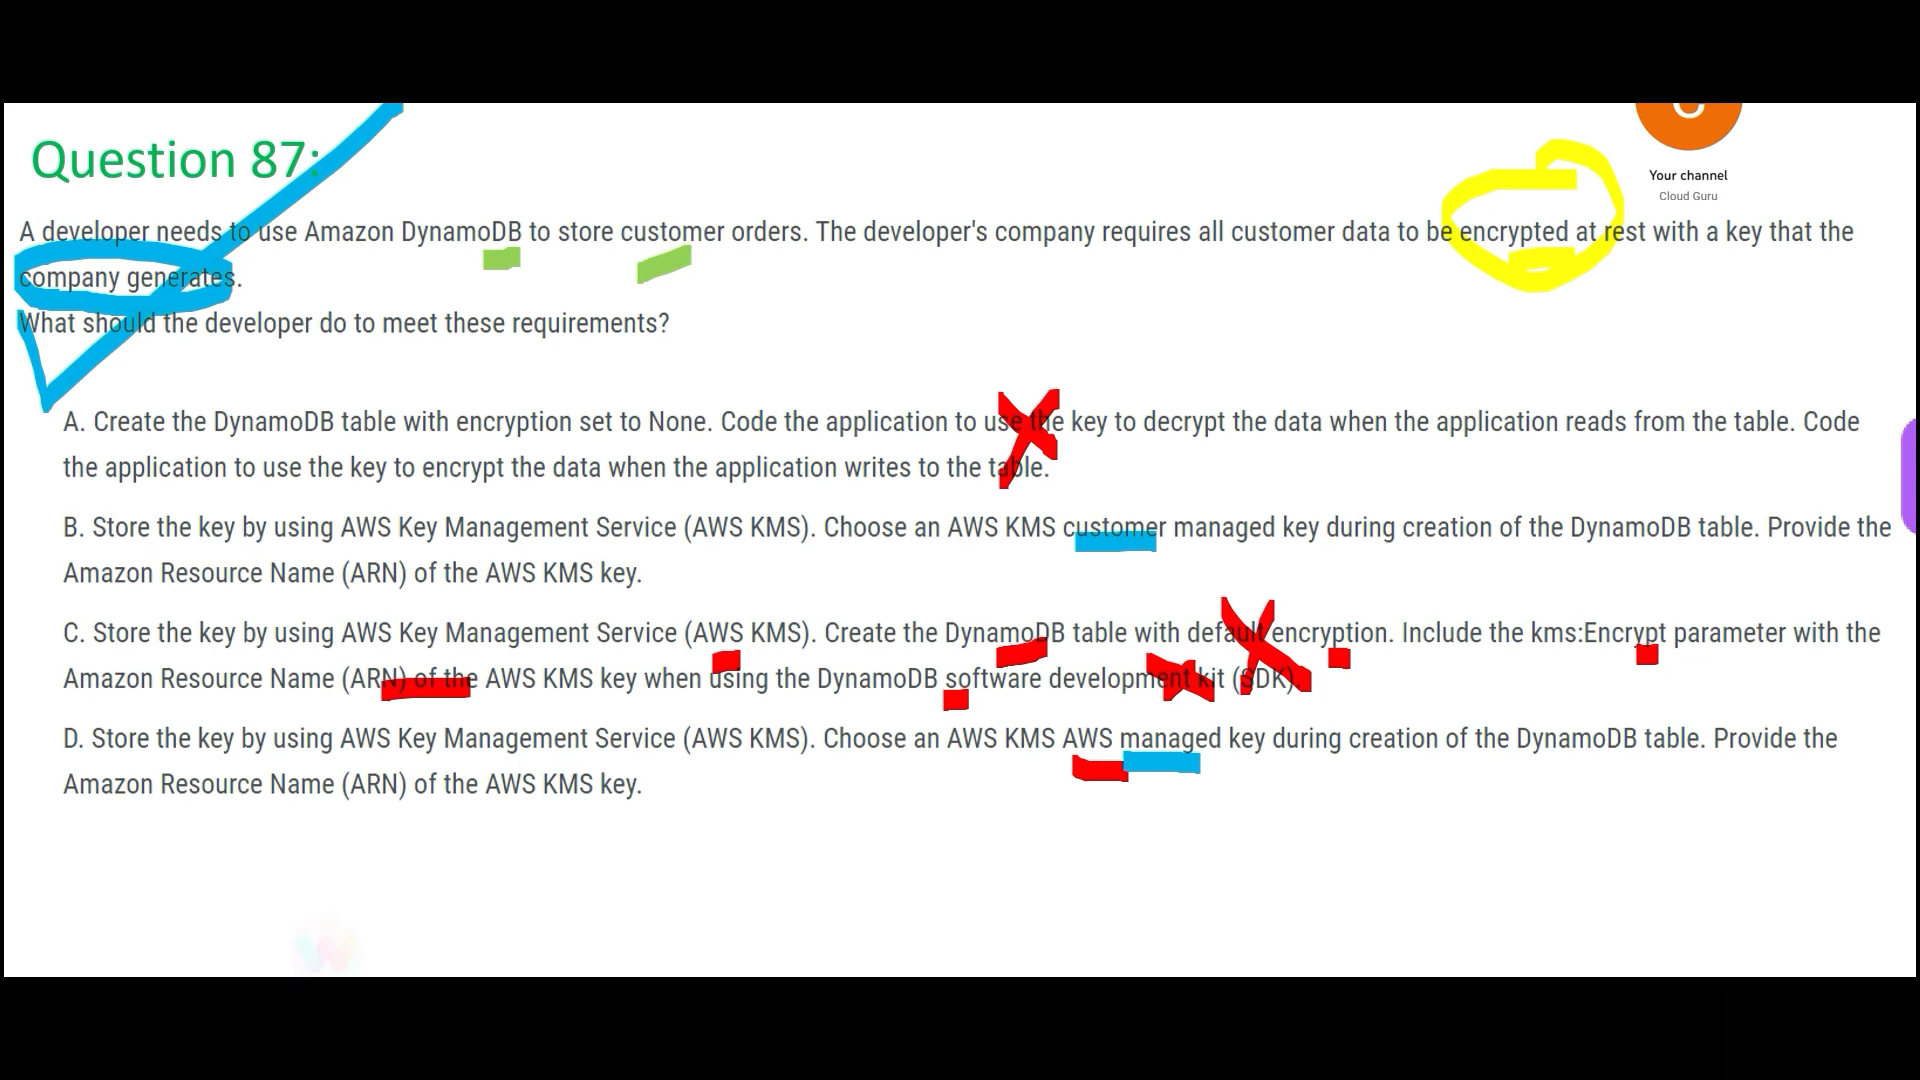 Question 87:
Your channel
Cloud Guru
A developer needs to use Amazon DynamoDB to store customer orders. The developer's company requires all customer data to be encrypted at rest with a key that the
company generates.
What should the developer do to meet these requirements?
A. Create the DynamoDB table with encryption set to None. Code the application to use the key to decrypt the data when the application reads from the table. Code
the application to use the key to encrypt the data when the application writes to the table.
B. Store the key by using AWS Key Management Service (AWS KMS). Choose an AWS KMS customer managed key during creation of the DynamoDB table. Provide the
Amazon Resource Name (ARN) of the AWS KMS key.
C. Store the key by using AWS Key Management Service (AWS KMS). Create the DynamoDB table with default encryption. Include the kms:Encrypt parameter with the
Amazon Resource Name (ARN) of the AWS KMS key when using the DynamoDB software development kit (SDK).
D. Store the key by using AWS Key Management Service (AWS KMS). Choose an AWS KMS AWS managed key during creation of the DynamoDB table. Provide the
Amazon Resource Name (ARN) of the AWS KMS key.